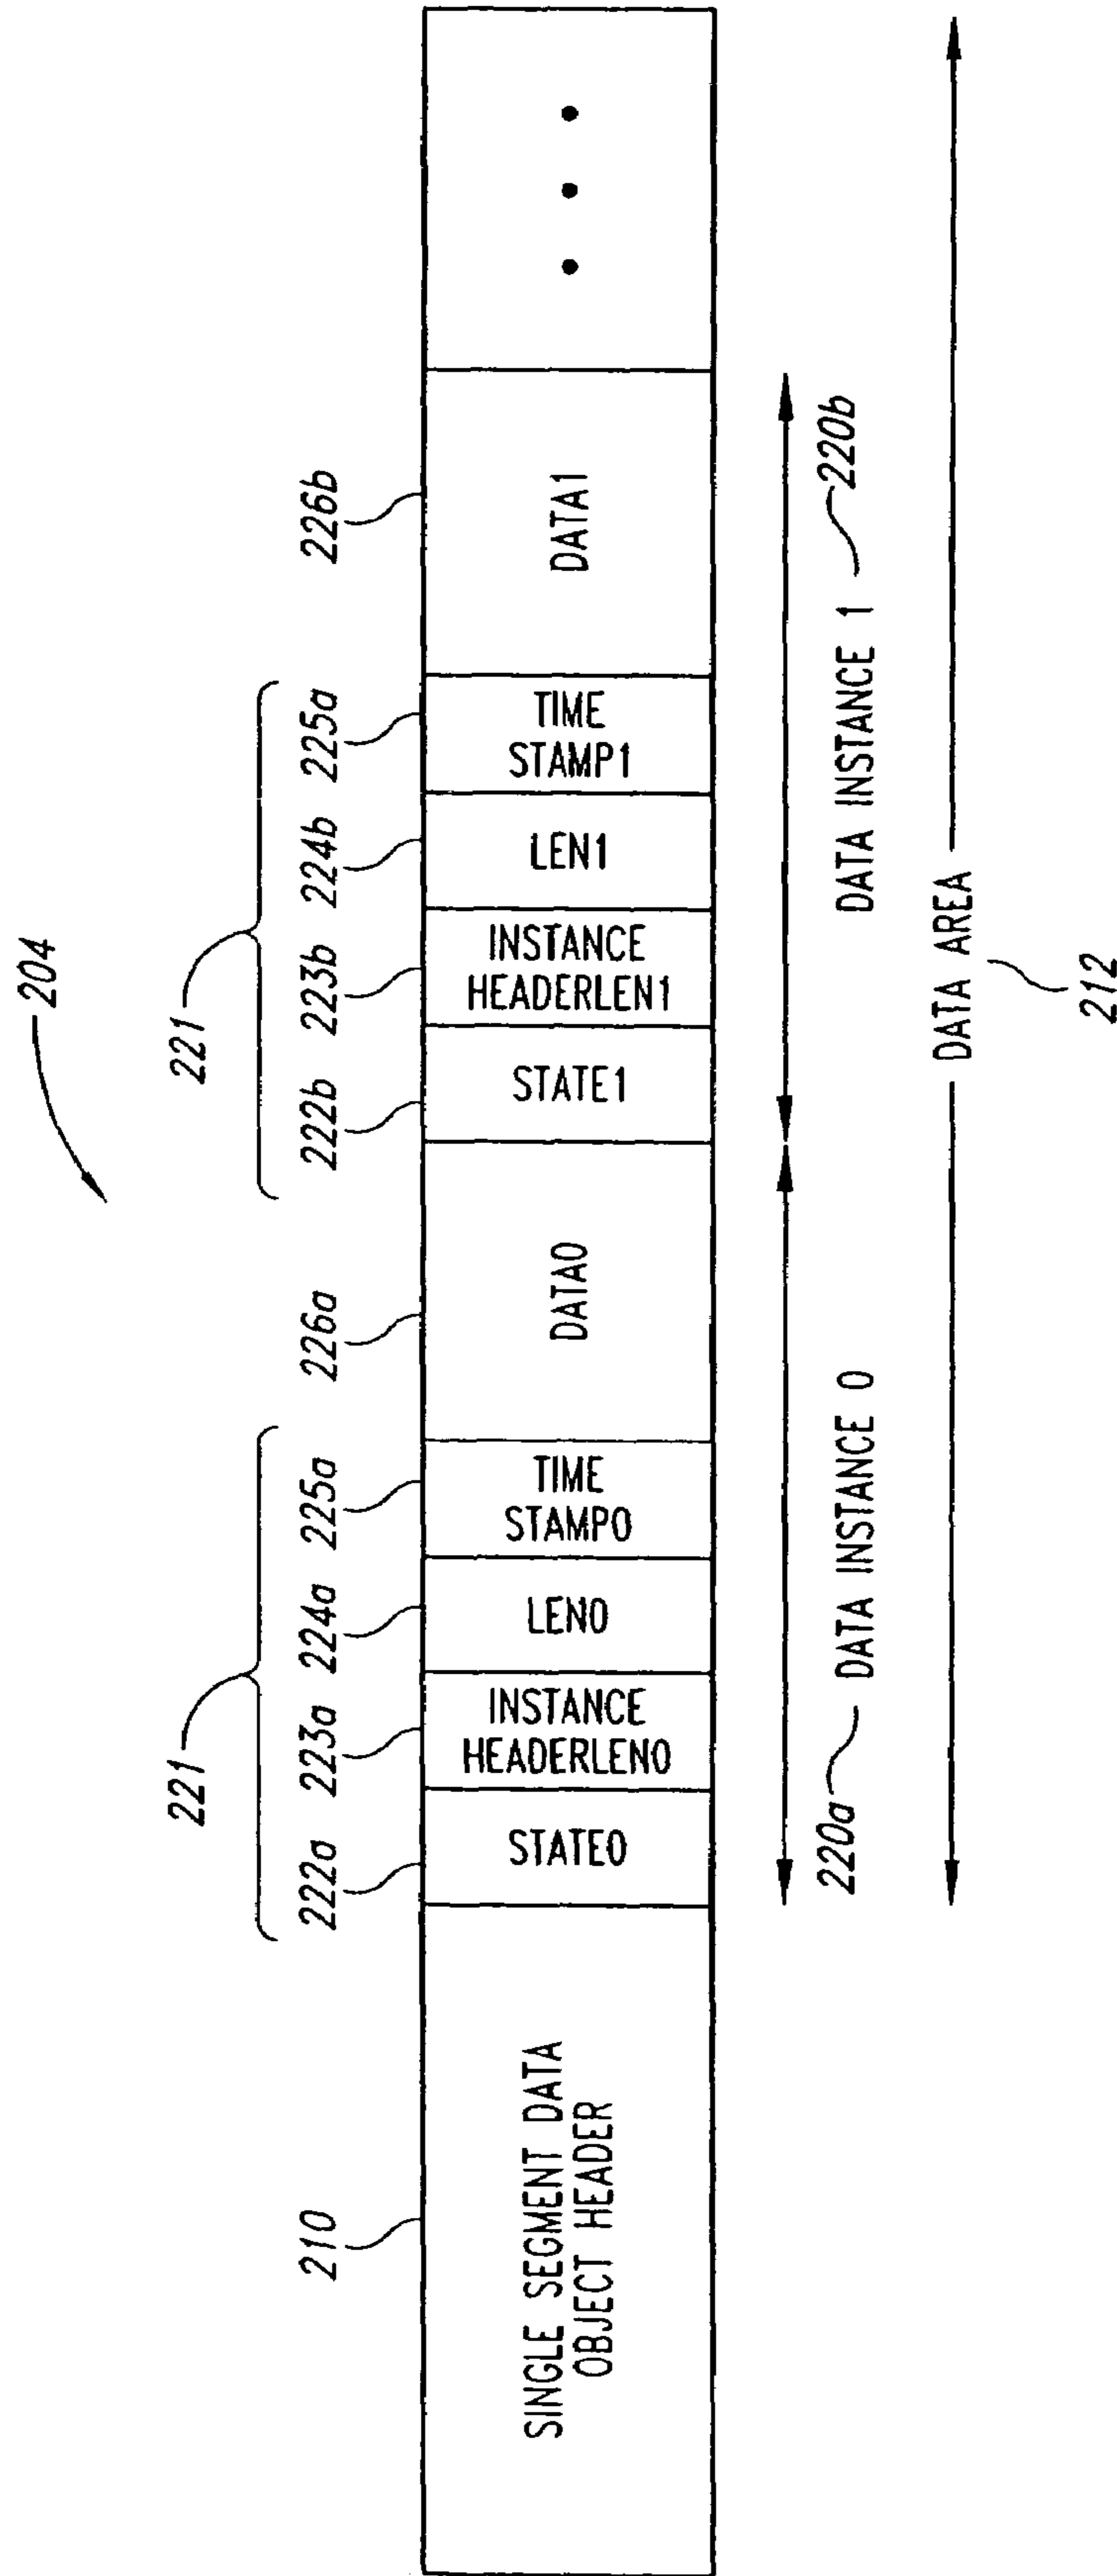 204
221
221
210
222a
223a
224a
225a
226a
222b
223b
224b
225a
226b
SINGLE SEGMENT DATA
OBJECT HEADER
STATE0
INSTANCE
HEADERLEN0
LEN0
TIME
STAMP0
DATA0
STATE1
INSTANCE
HEADERLEN1
LEN1
TIME
STAMP1
DATA1
• • •
220a DATA INSTANCE 0
DATA INSTANCE 1 220b
DATA AREA
212